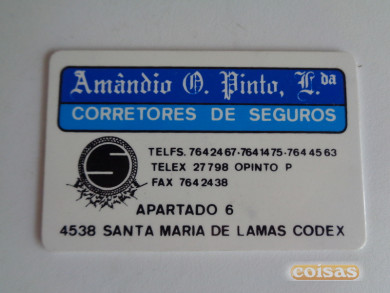 Amândio O. Pinto, L.da
CORRETORES DE SEGUROS
TELFS. 7642467-7641475-7644563
TELEX 27798 OPINTO P
FAX 7642438
APARTADO 6
4538 SANTA MARIA DE LAMAS CODEX
coisas